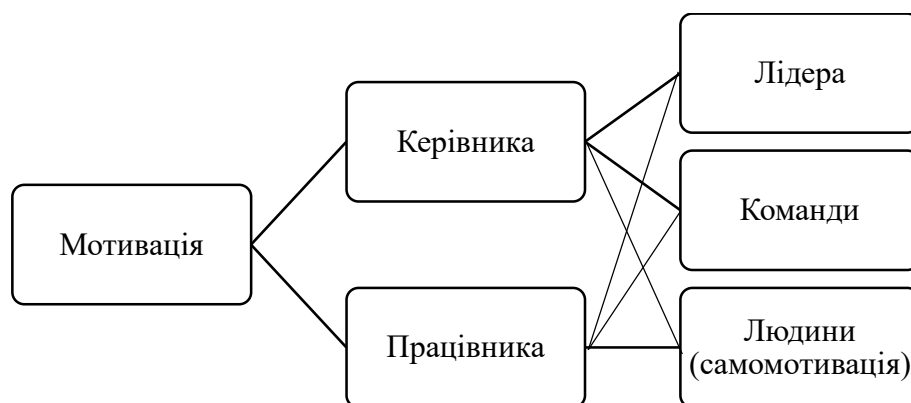 Мотивація
Керівника
Працівника
Лідера
Команди
Людини
(самомотивація)